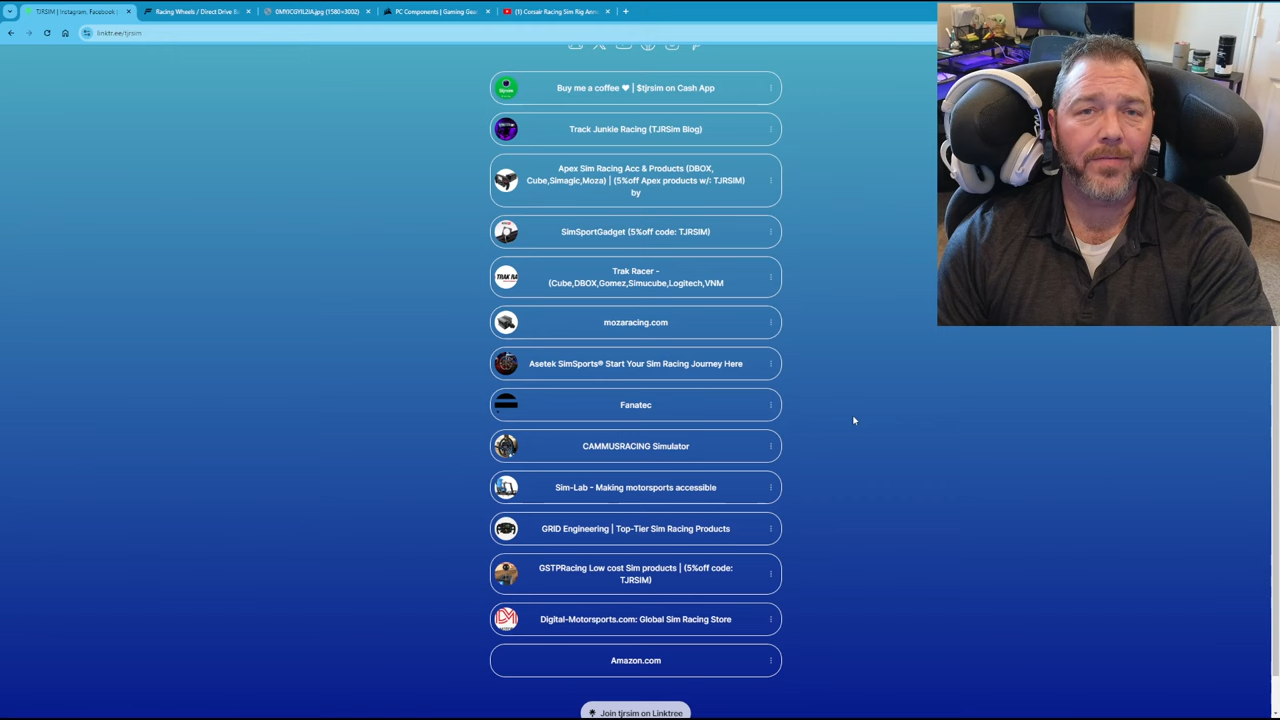 TJRSIM | Instagram, Facebook |
Racing Wheels / Direct Drive B
(1580×3002)
PC Components | Gaming Gea
(1) Corsair Racing Sim Rig Ann
linktr.ee/tjrsim
Buy me a coffee ❤ | $tjrsim on Cash App
Track Junkie Racing (TJRSim Blog)
Apex Sim Racing Acc & Products (DBOX,
Cube,Simagic,Moza) | (5%off Apex products w/: TJRSIM)
by
SimSportGadget (5%off code: TJRSIM)
TRAK RA
Trak Racer -
(Cube,DBOX,Gomez,Simucube,Logitech,VNM
mozaracing.com
Asetek SimSports® Start Your Sim Racing Journey Here
Fanatec
CAMMUSRACING Simulator
Sim-Lab - Making motorsports accessible
GRID Engineering | Top-Tier Sim Racing Products
GSTPRacing Low cost Sim products | (5%off code:
TJRSIM)
Digital-Motorsports.com: Global Sim Racing Store
Amazon.com
Join tjrsim on Linktree